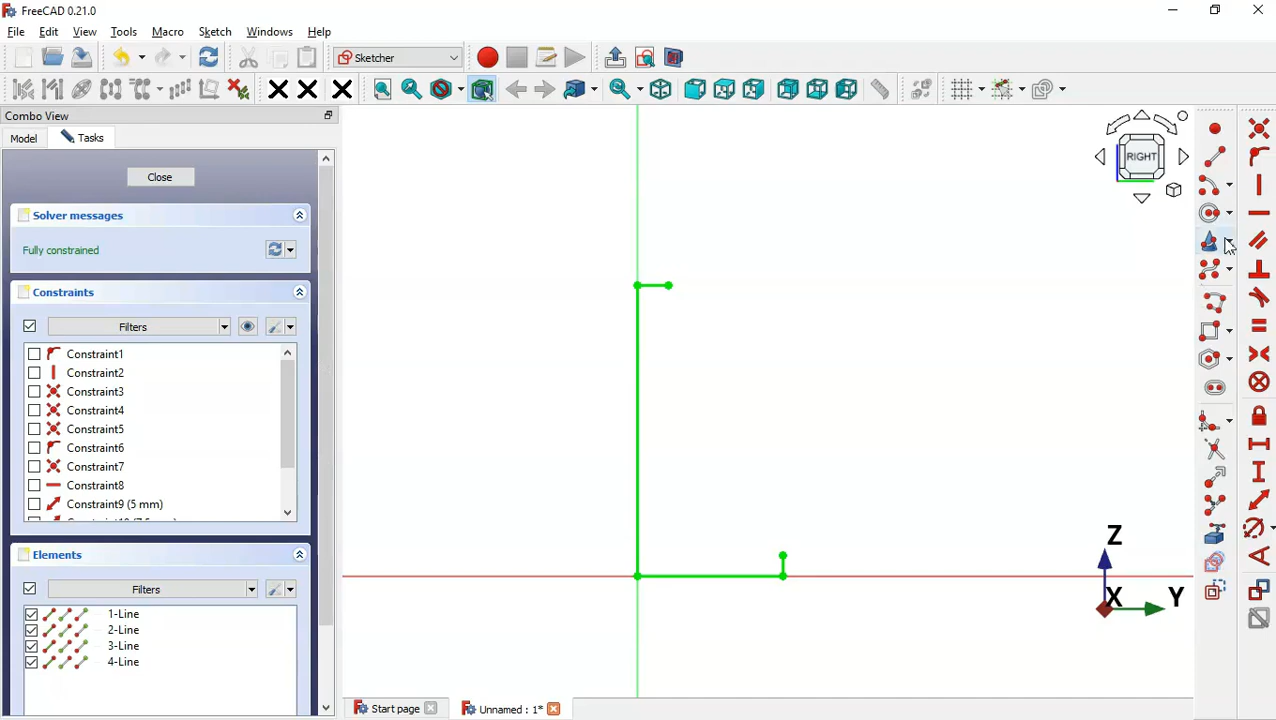 FreeCAD 0.21.0
File Edit View Tools Macro Sketch Windows Help
Sketcher
Combo View
Model Tasks
Close
Solver messages
Fully constrained
Constraints
Filters
Constraint1
Constraint2
Constraint3
Constraint4
Constraint5
Constraint6
Constraint7
Constraint8
Constraint9 (5 mm)
Elements
Filters
1-Line
2-Line
3-Line
4-Line
RIGHT
Z
X
Y
Start page
Unnamed : 1*